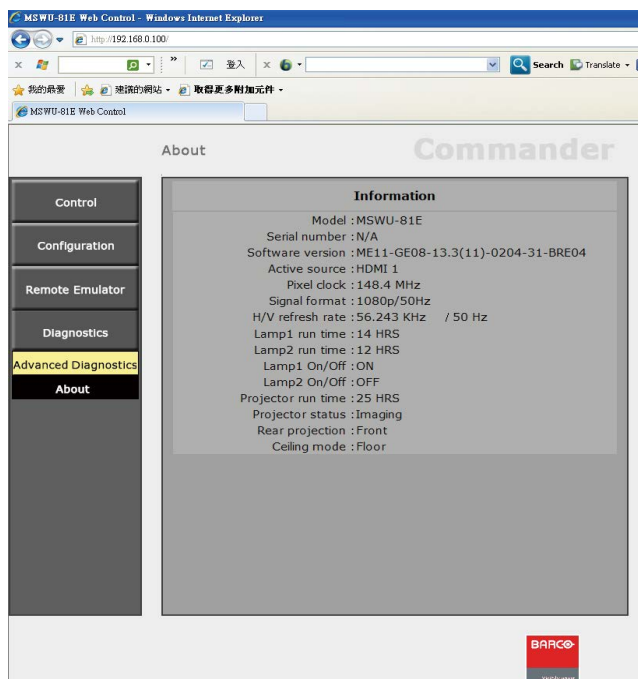 MSWU-81E Web Control - Windows Internet Explorer
http://192.168.0.100/
x » 登入 x Search Translate
我的最愛 建議的網站 取得更多附加元件
MSWU-81E Web Control
About Commander
Control
Configuration
Remote Emulator
Diagnostics
Advanced Diagnostics
About
Information
Model :MSWU-81E
Serial number :N/A
Software version :ME11-GE08-13.3(11)-0204-31-BRE04
Active source :HDMI 1
Pixel clock :148.4 MHz
Signal format :1080p/50Hz
H/V refresh rate :56.243 KHz / 50 Hz
Lamp1 run time :14 HRS
Lamp2 run time :12 HRS
Lamp1 On/Off :ON
Lamp2 On/Off :OFF
Projector run time :25 HRS
Projector status :Imaging
Rear projection :Front
Ceiling mode :Floor
BARCO